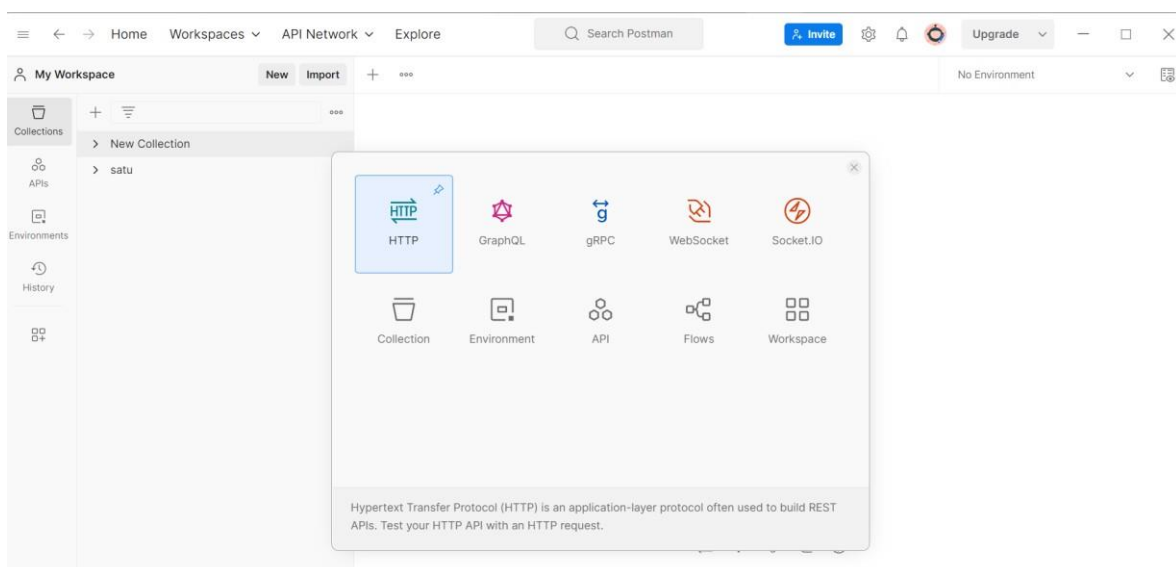 Home Workspaces API Network Explore Search Postman Invite Upgrade
My Workspace New Import No Environment
Collections
New Collection
satu
APIs
Environments
History
HTTP
HTTP GraphQL gRPC WebSocket Socket.IO
Collection Environment API Flows Workspace
Hypertext Transfer Protocol (HTTP) is an application-layer protocol often used to build REST
APIs. Test your HTTP API with an HTTP request.